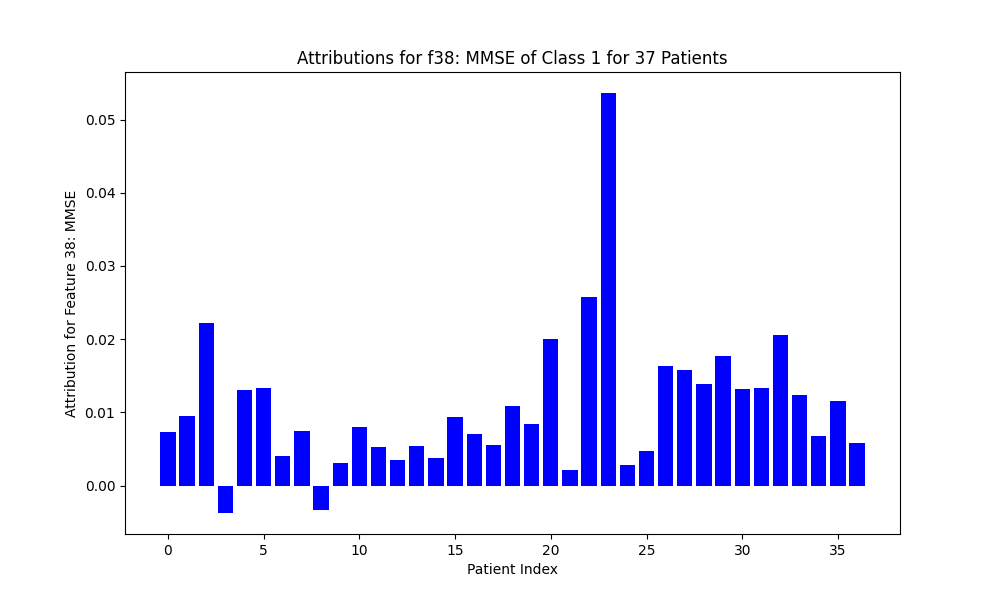 Attributions for f38: MMSE of Class 1 for 37 Patients
Attribution for Feature 38: MMSE
0.05
0.04
0.03
0.02
0.01
0.00
0 5 10 15 20 25 30 35
Patient Index